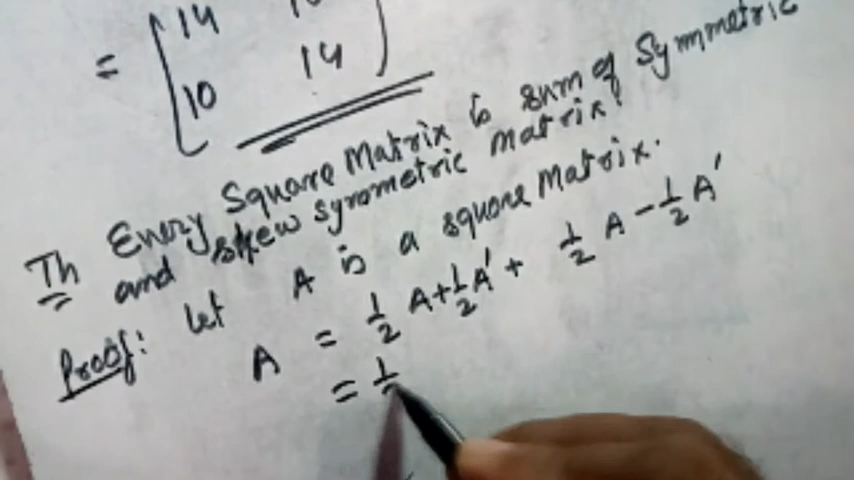 14
= 10 14
Th Every Square Matrix is sum of symmetric
and skew symmetric matrix.
Proof: let A is a square matrix.
A = 1/2 A + 1/2 A' + 1/2 A - 1/2 A'
= 1